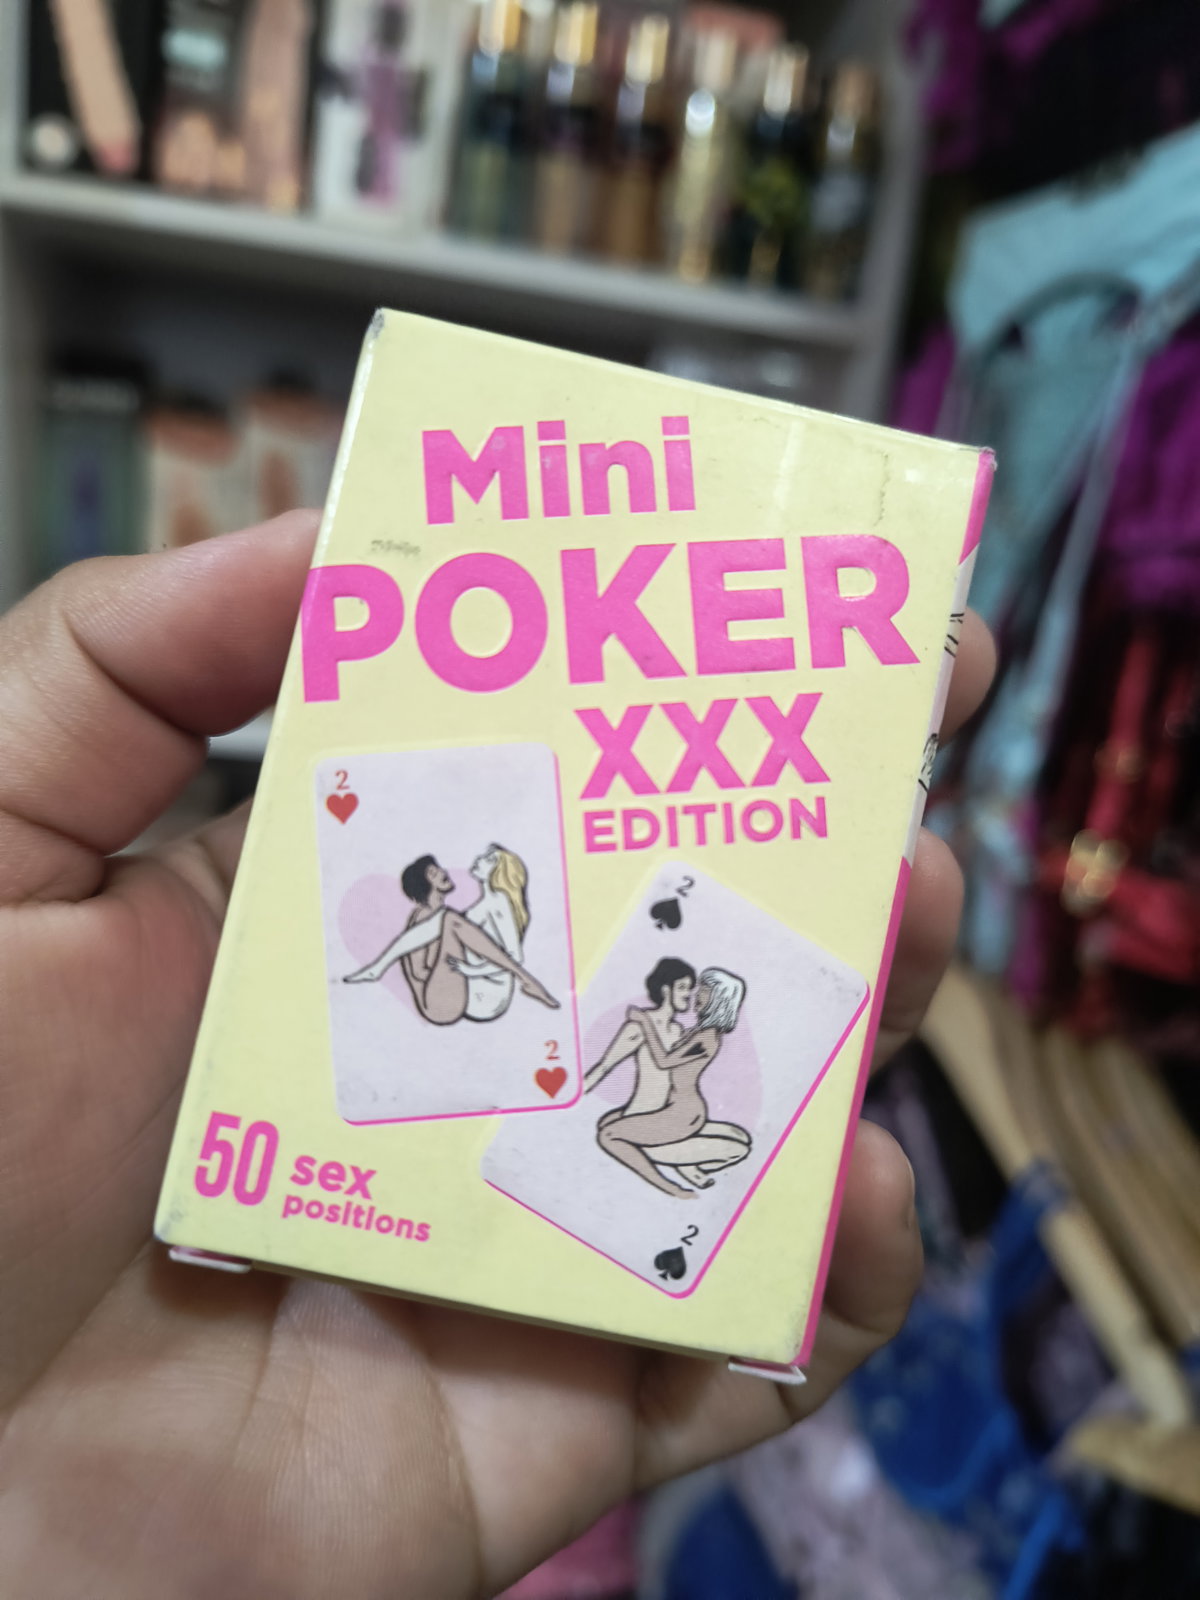 Mini
POKER
XXX
EDITION
2
2
2
2
50 sex
positions